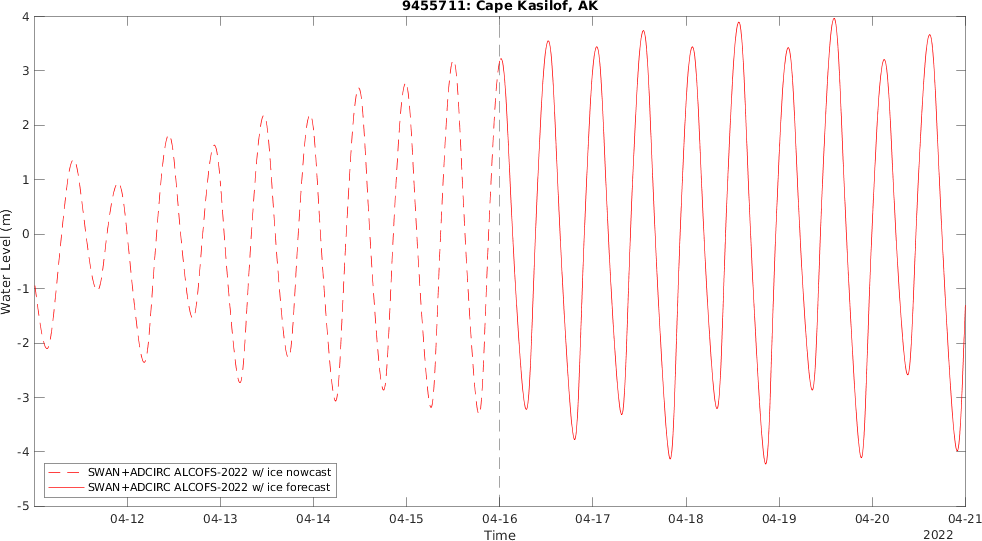 9455711: Cape Kasilof, AK
4
3
2
1
0
-1
-2
-3
-4
-5
Water Level (m)
SWAN+ADCIRC ALCOFS-2022 w/ ice nowcast
SWAN+ADCIRC ALCOFS-2022 w/ ice forecast
04-12 04-13 04-14 04-15 04-16 04-17 04-18 04-19 04-20 04-21
Time
2022